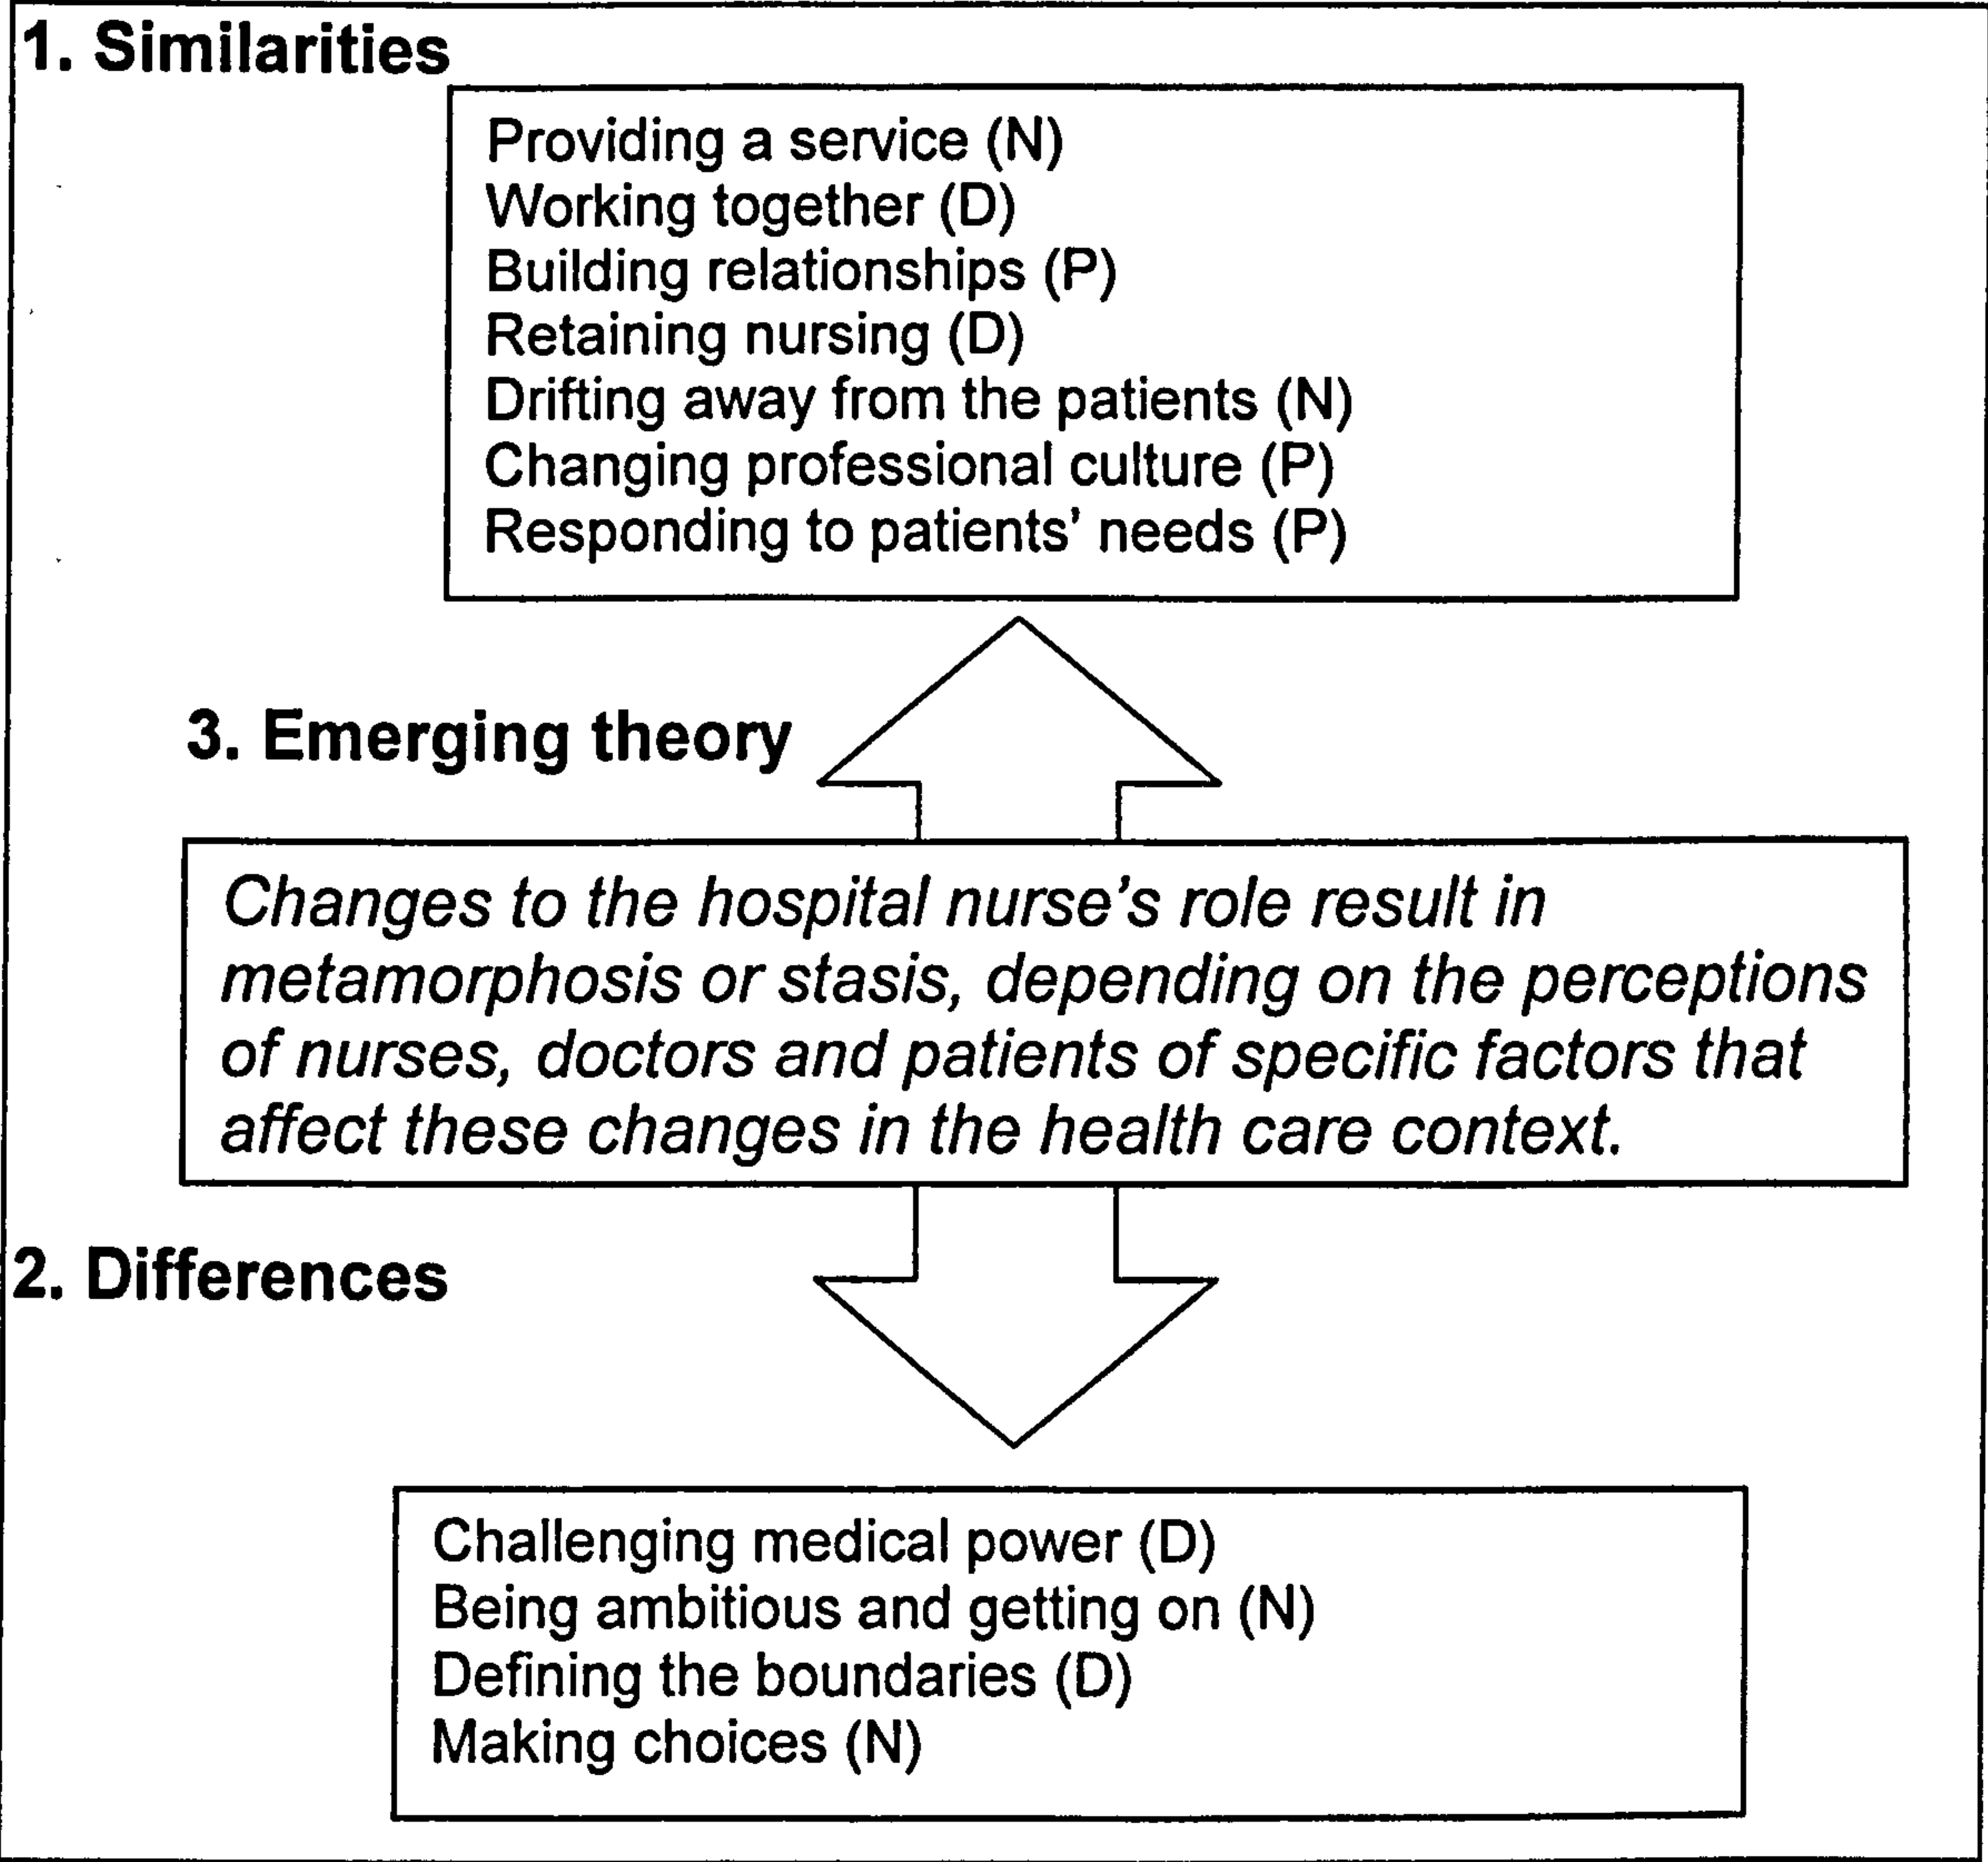 1. Similarities
Providing a service (N)
Working together (D)
Building relationships (P)
Retaining nursing (D)
Drifting away from the patients (N)
Changing professional culture (P)
Responding to patients' needs (P)
3. Emerging theory
Changes to the hospital nurse's role result in
metamorphosis or stasis, depending on the perceptions
of nurses, doctors and patients of specific factors that
affect these changes in the health care context.
2. Differences
Challenging medical power (D)
Being ambitious and getting on (N)
Defining the boundaries (D)
Making choices (N)